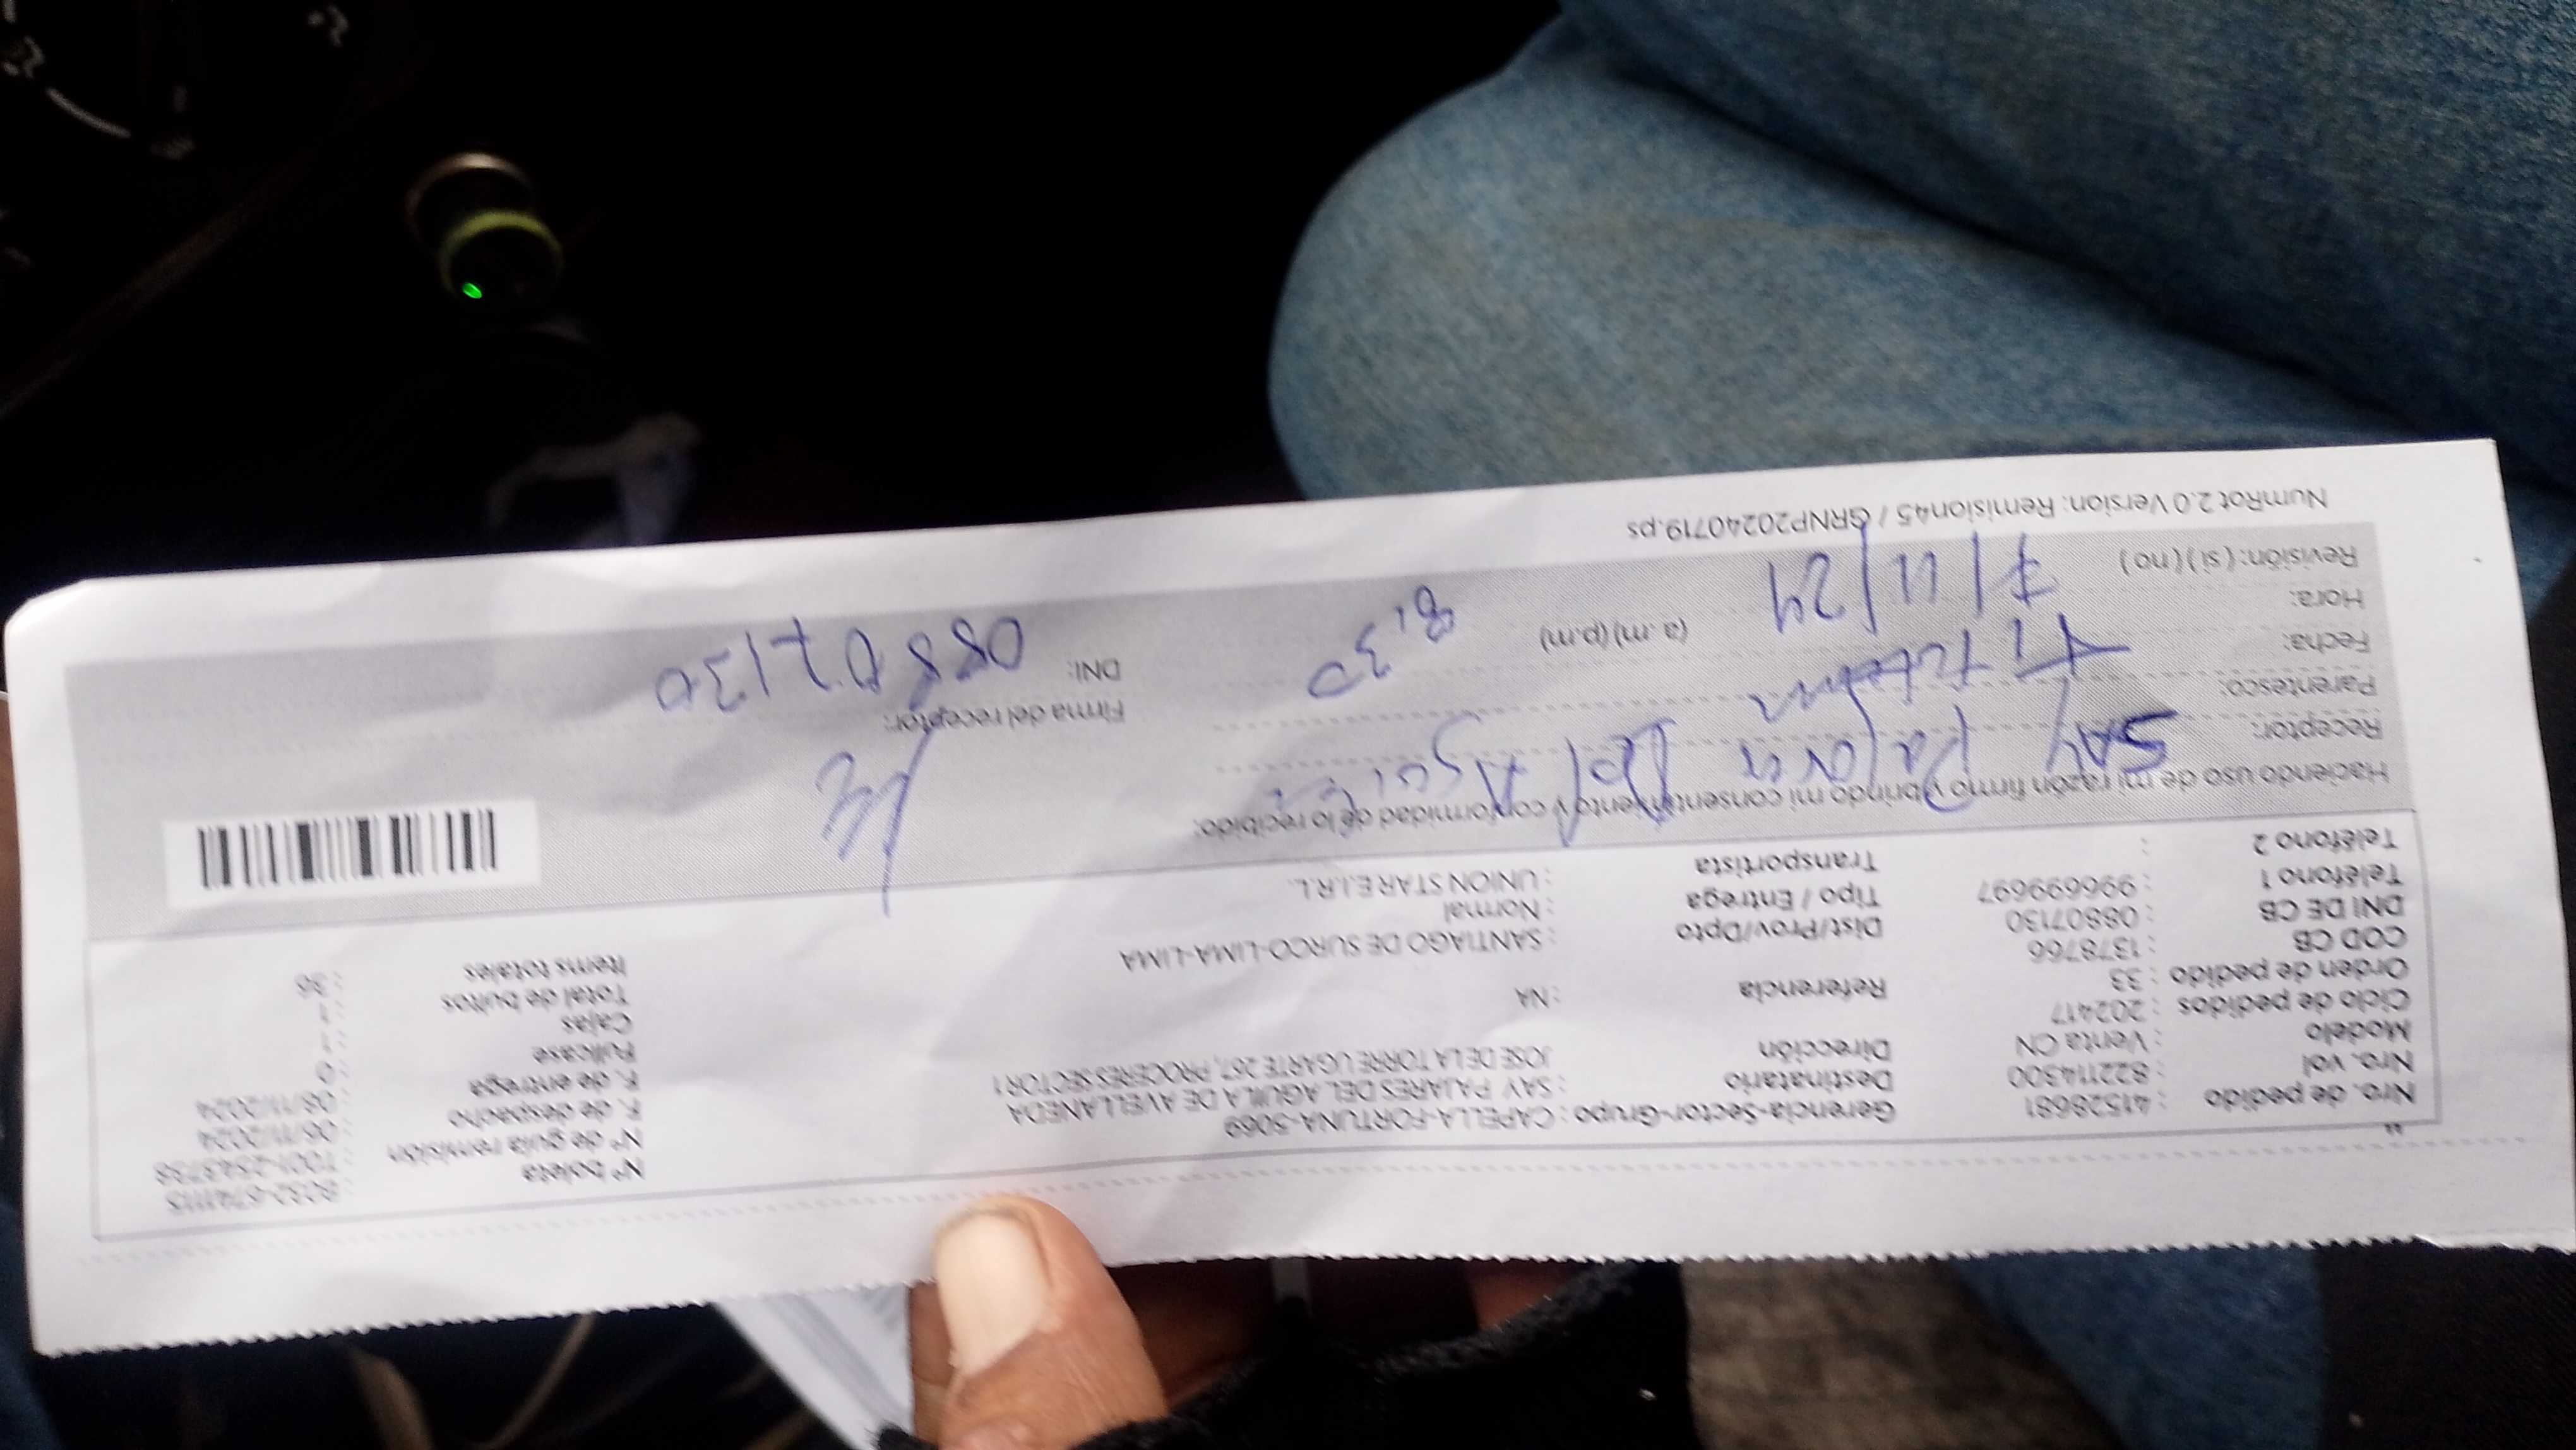 Nro. de pedido : 41528681
Nro. vol : 822114300
Modelo : Venta CN
Ciclo de pedidos : 202417
Orden de pedido : 33
COD CB : 1378766
DNI DE CB : 08807130
Teléfono 1 : 996699697
Teléfono 2 :
Gerencia-Sector-Grupo : CAPELLA-FORTUNA-5069
Destinatario : SAY PAJARES DEL AGUILA DE AVELLANEDA
Dirección JOSE DE LA TORRE UGARTE 267, PROCERES SECTOR 1
Referencia : NA
Dist/Prov/Dpto : SANTIAGO DE SURCO-LIMA-LIMA
Tipo / Entrega : Normal
Transportista : UNION STAR E.I.R.L.
Nº boleta
Nº de guía remisión : T001-2343738
F. de despacho : 06/11/2024
F. de entrega : 08/11/2024
Fullcase : 0
Cajas : 1
Total de bultos : 1
Items totales : 36
Haciendo uso de mi razón firmo y brindo mi consentimiento y conformidad de lo recibido:
Receptor: SAY Pajares Del Aguila
Parentesco: Titular
Fecha: 7/11/24
Hora: 8:30 (a.m)(p.m)
Revisión: (si) (no)
Firma del receptor:
DNI: 08807130
NumRot 2.0 Version: Remision45 / GRNP20240719.ps